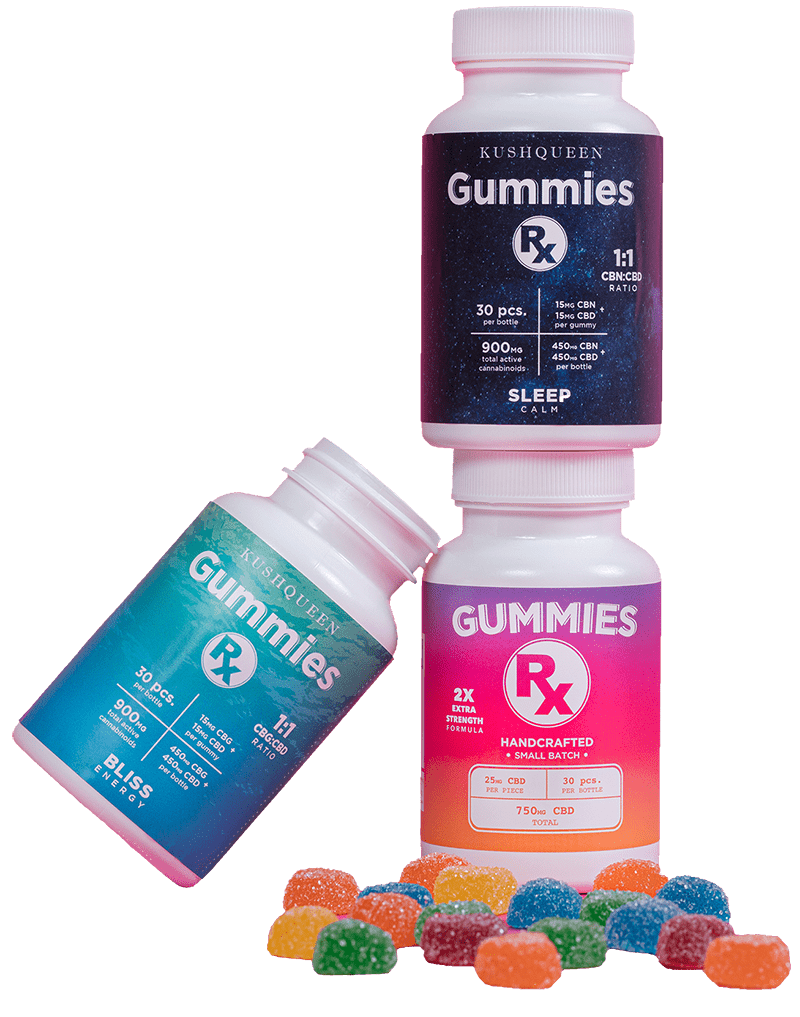 KUSHQUEEN
Gummies
Rx
1:1
CBN:CBD
RATIO
30 pcs.
per bottle
15MG CBN +
15MG CBD
per gummy
900MG
total active
cannabinoids
450MG CBN +
450MG CBD
per bottle
SLEEP
CALM
KUSHQUEEN
Gummies
Rx
30 pcs.
per bottle
15MG CBG +
15MG CBD
per gummy
1:1
CBG:CBD
RATIO
900MG
total active
cannabinoids
450MG CBG +
450MG CBD
per bottle
BLISS
ENERGY
GUMMIES
Rx
2X
EXTRA
STRENGTH
FORMULA
HANDCRAFTED
• SMALL BATCH •
25MG CBD
PER PIECE
30 pcs.
PER BOTTLE
750MG CBD
TOTAL